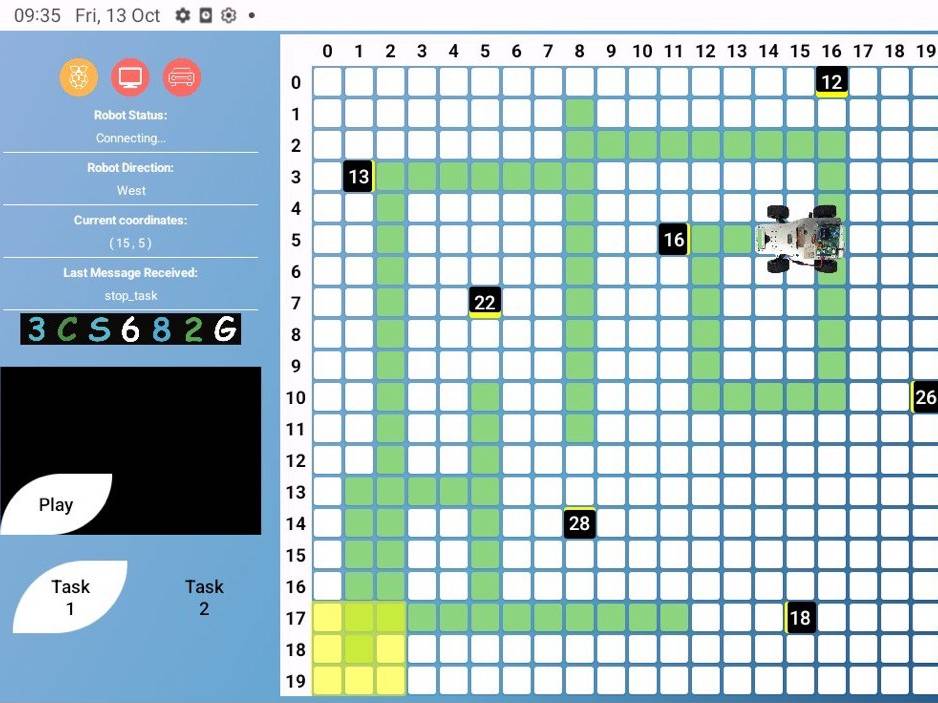 09:35 Fri, 13 Oct
0 1 2 3 4 5 6 7 8 9 10 11 12 13 14 15 16 17 18 19
Robot Status:
Connecting...
Robot Direction:
West
Current coordinates:
( 15 , 5 )
Last Message Received:
stop_task
3CS682G
Play
Task
1
Task
2
0 12
1
2
3 13
4
5 16
6
7 22
8
9
10 26
11
12
13
14 28
15
16
17 18
18
19